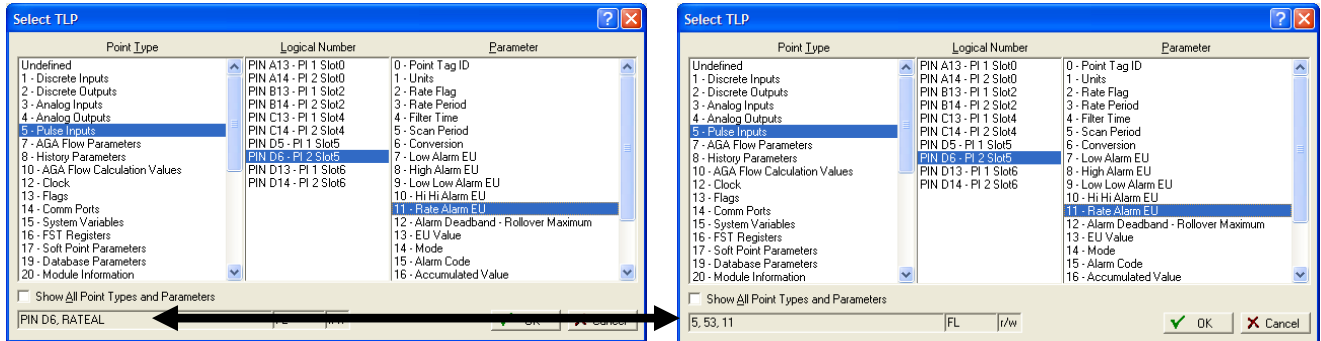 Select TLP
Point Type Logical Number Parameter
Undefined
1 - Discrete Inputs
2 - Discrete Outputs
3 - Analog Inputs
4 - Analog Outputs
5 - Pulse Inputs
7 - AGA Flow Parameters
8 - History Parameters
10 - AGA Flow Calculation Values
12 - Clock
13 - Flags
14 - Comm Ports
15 - System Variables
16 - FST Registers
17 - Soft Point Parameters
19 - Database Parameters
20 - Module Information
PIN A13 - PI 1 Slot0
PIN A14 - PI 2 Slot0
PIN B13 - PI 1 Slot2
PIN B14 - PI 2 Slot2
PIN C13 - PI 1 Slot4
PIN C14 - PI 2 Slot4
PIN D5 - PI 1 Slot5
PIN D6 - PI 2 Slot5
PIN D13 - PI 1 Slot6
PIN D14 - PI 2 Slot6
0 - Point Tag ID
1 - Units
2 - Rate Flag
3 - Rate Period
4 - Filter Time
5 - Scan Period
6 - Conversion
7 - Low Alarm EU
8 - High Alarm EU
9 - Low Low Alarm EU
10 - Hi Hi Alarm EU
11 - Rate Alarm EU
12 - Alarm Deadband - Rollover Maximum
13 - EU Value
14 - Mode
15 - Alarm Code
16 - Accumulated Value
Show All Point Types and Parameters
PIN D6, RATEAL
Select TLP
Point Type Logical Number Parameter
Undefined
1 - Discrete Inputs
2 - Discrete Outputs
3 - Analog Inputs
4 - Analog Outputs
5 - Pulse Inputs
7 - AGA Flow Parameters
8 - History Parameters
10 - AGA Flow Calculation Values
12 - Clock
13 - Flags
14 - Comm Ports
15 - System Variables
16 - FST Registers
17 - Soft Point Parameters
19 - Database Parameters
20 - Module Information
PIN A13 - PI 1 Slot0
PIN A14 - PI 2 Slot0
PIN B13 - PI 1 Slot2
PIN B14 - PI 2 Slot2
PIN C13 - PI 1 Slot4
PIN C14 - PI 2 Slot4
PIN D5 - PI 1 Slot5
PIN D6 - PI 2 Slot5
PIN D13 - PI 1 Slot6
PIN D14 - PI 2 Slot6
0 - Point Tag ID
1 - Units
2 - Rate Flag
3 - Rate Period
4 - Filter Time
5 - Scan Period
6 - Conversion
7 - Low Alarm EU
8 - High Alarm EU
9 - Low Low Alarm EU
10 - Hi Hi Alarm EU
11 - Rate Alarm EU
12 - Alarm Deadband - Rollover Maximum
13 - EU Value
14 - Mode
15 - Alarm Code
16 - Accumulated Value
Show All Point Types and Parameters
5, 53, 11 FL r/w OK Cancel